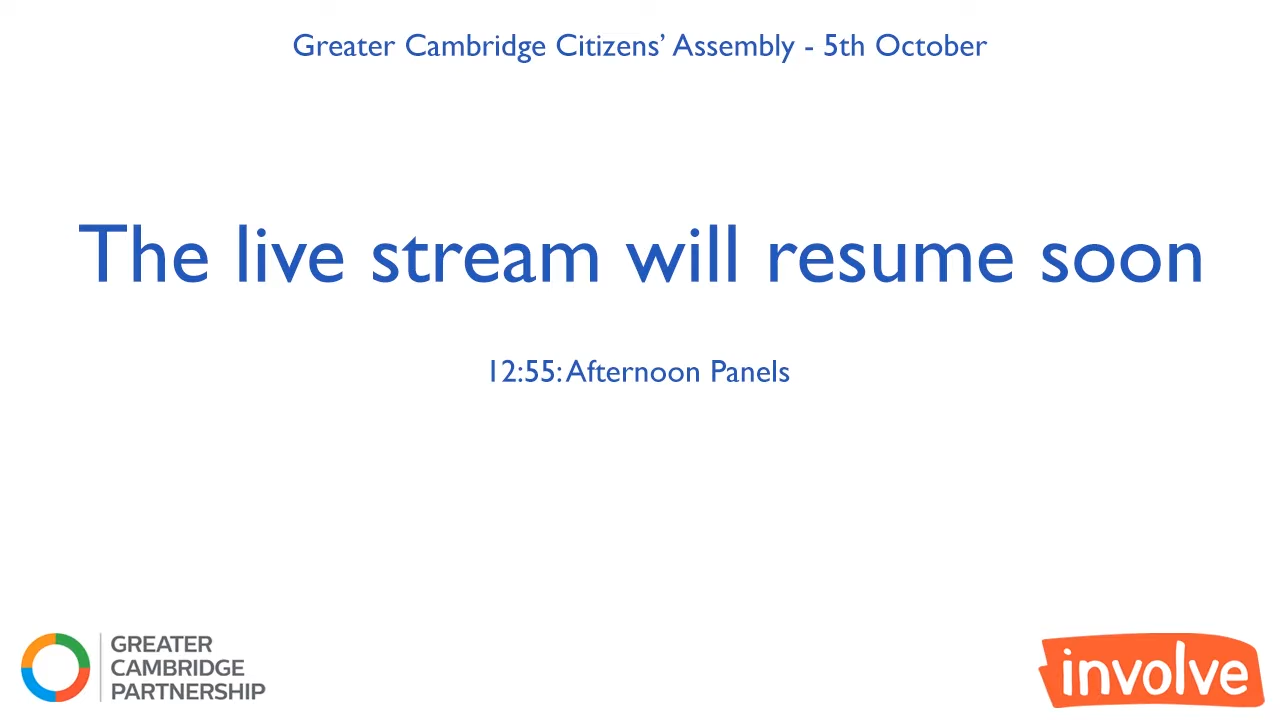 Greater Cambridge Citizens’ Assembly - 5th October
The live stream will resume soon
12:55: Afternoon Panels
GREATER
CAMBRIDGE
PARTNERSHIP
involve